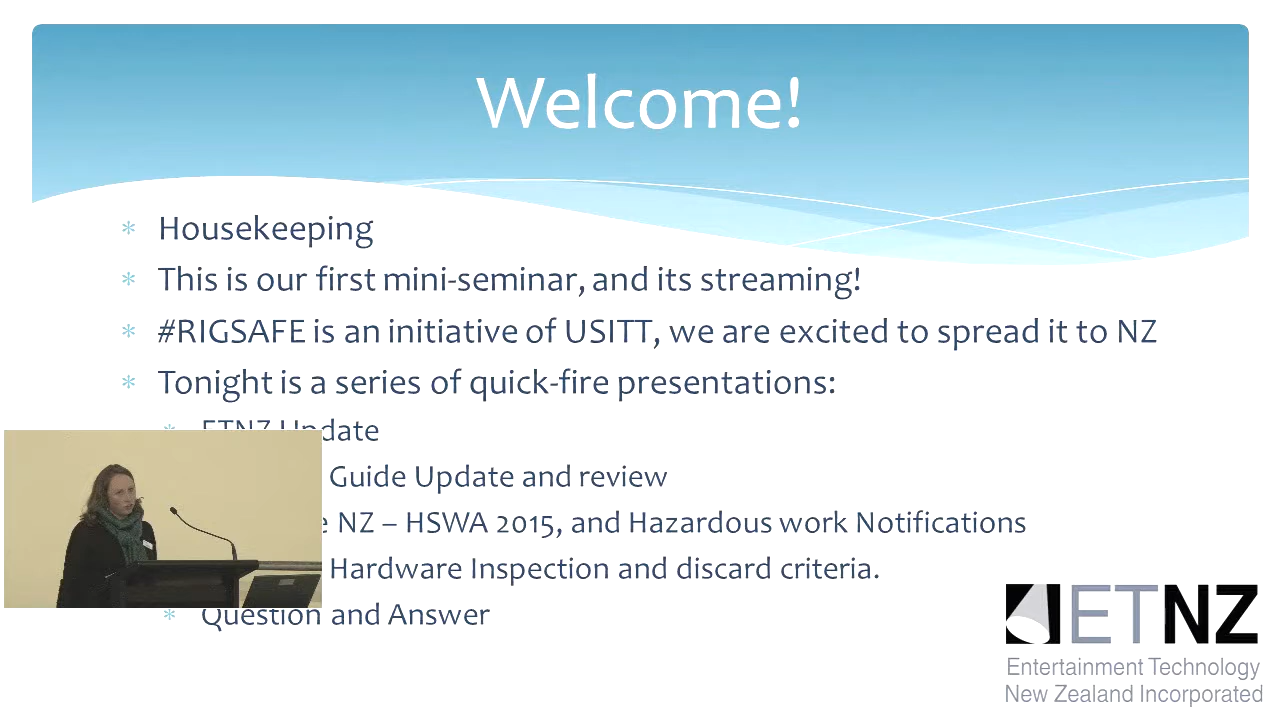 Welcome!
* Housekeeping
* This is our first mini-seminar, and its streaming!
* #RIGSAFE is an initiative of USITT, we are excited to spread it to NZ
* Tonight is a series of quick-fire presentations:
* ETNZ Update
Guide Update and review
NZ – HSWA 2015, and Hazardous work Notifications
Hardware Inspection and discard criteria.
* Question and Answer
ETNZ
Entertainment Technology
New Zealand Incorporated